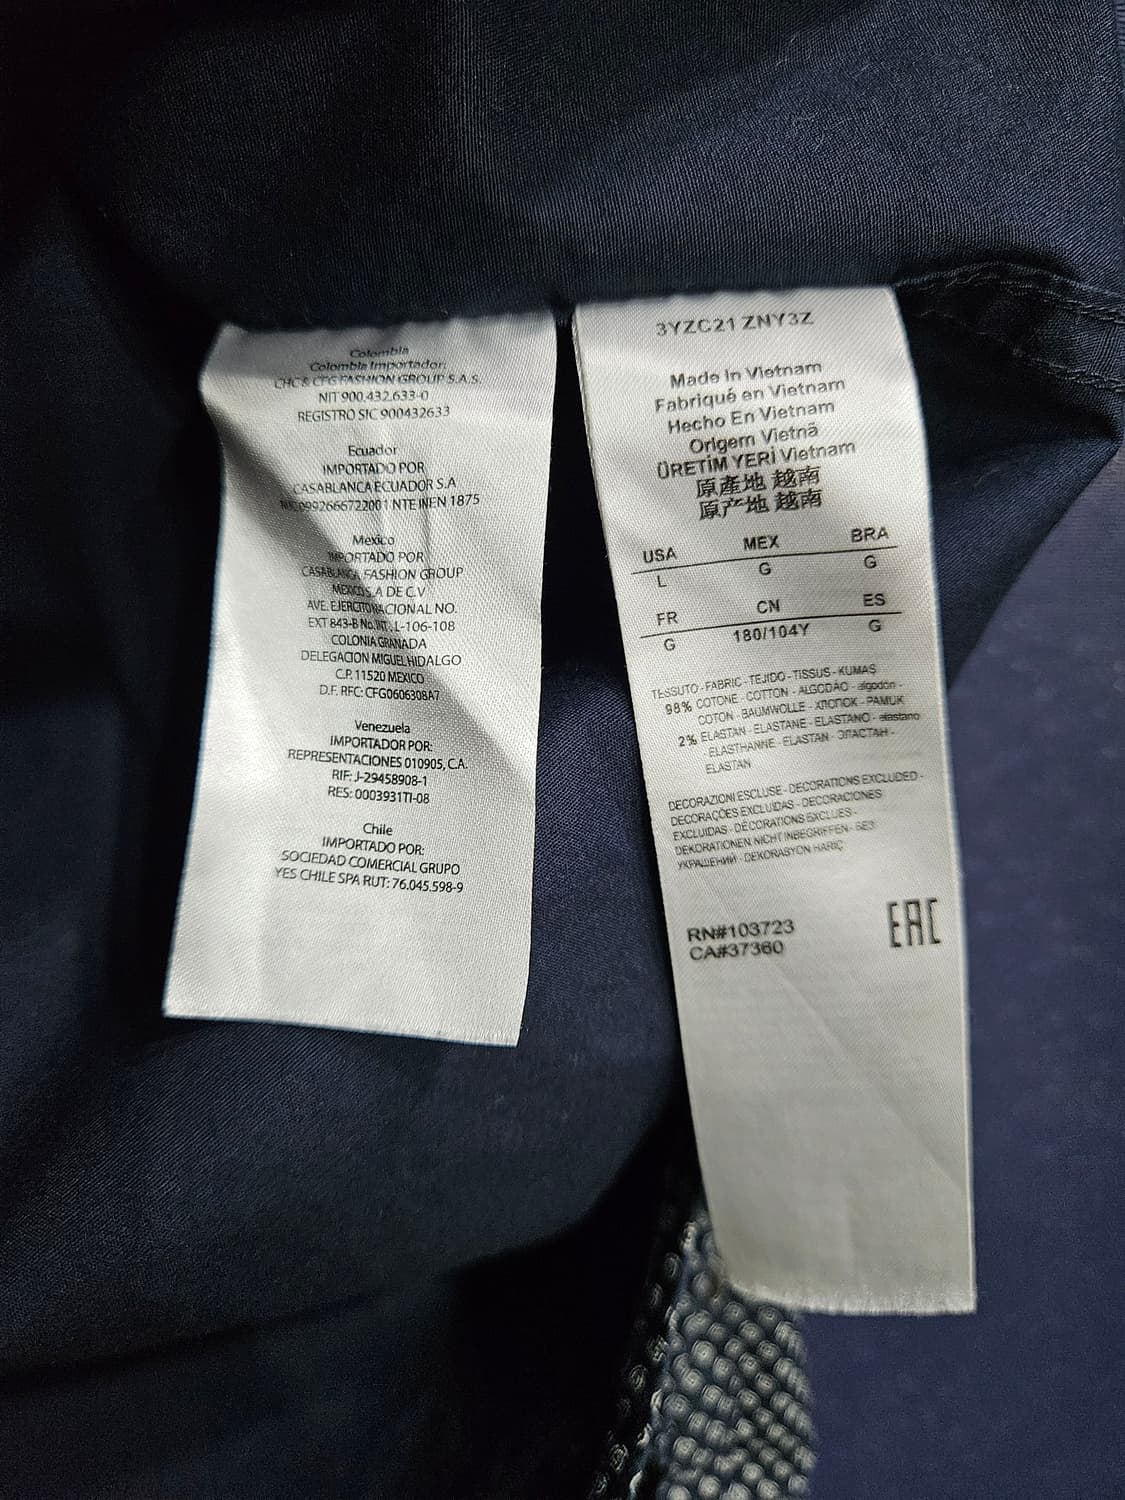 Colombia
Colombia Importador:
CHC & CFG FASHION GROUP S.A.S.
NIT 900.432.633-0
REGISTRO SIC 900432633
Ecuador
IMPORTADO POR
CASABLANCA ECUADOR S.A
0992666722001 NTE INEN 1875
Mexico
IMPORTADO POR
CASABLANCA FASHION GROUP
MEXICO S.A DE C.V
AVE. EJERCITO NACIONAL NO.
EXT 843-B No. INT. L-106-108
COLONIA GRANADA
DELEGACION MIGUEL HIDALGO
C.P. 11520 MEXICO
D.F. RFC: CFG0606308A7
Venezuela
IMPORTADOR POR:
REPRESENTACIONES 010905, C.A.
RIF: J-29458908-1
RES: 0003931TI-08
Chile
IMPORTADO POR:
SOCIEDAD COMERCIAL GRUPO
YES CHILE SPA RUT: 76.045.598-9
3YZC21 ZNY3Z
Made In Vietnam
Fabriqué en Vietnam
Hecho En Vietnam
Origem Vietnã
ÜRETİM YERİ Vietnam
原產地 越南
原产地 越南
USA MEX BRA
L G G
FR CN ES
G 180/104Y G
TESSUTO - FABRIC - TEJIDO - TISSUS - KUMAŞ
98% COTONE - COTTON - ALGODÃO - algodón -
COTON - BAUMWOLLE - ХЛОПОК - PAMUK
2% ELASTAN - ELASTANE - ELASTANO - elastano
- ELASTHANNE - ELASTAN - ЭЛАСТАН -
ELASTAN
DECORAZIONI ESCLUSE - DECORATIONS EXCLUDED -
DECORAÇÕES EXCLUIDAS - DECORACIONES
EXCLUIDAS - DÉCORATIONS EXCLUES -
DEKORATIONEN NICHT INBEGRIFFEN - БЕЗ
УКРАШЕНИЙ - DEKORASYON HARIÇ
RN#103723
CA#37360
EAC